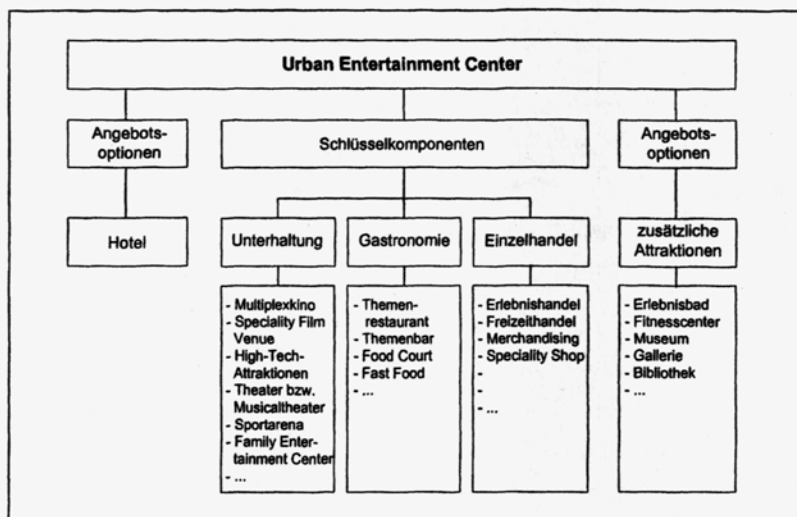 Urban Entertainment Center
Angebots-
optionen
Schlüsselkomponenten
Angebots-
optionen
Hotel
Unterhaltung
Gastronomie
Einzelhandel
zusätzliche
Attraktionen
- Multiplexkino
- Speciality Film
Venue
- High-Tech-
Attraktionen
- Theater bzw.
Musicaltheater
- Sportarena
- Family Enter-
tainment Center
- ...
- Themen-
restaurant
- Themenbar
- Food Court
- Fast Food
- ...
- Erlebnishandel
- Freizeithandel
- Merchandising
- Speciality Shop
-
-
- ...
- Erlebnisbad
- Fitnesscenter
- Museum
- Gallerie
- Bibliothek
- ...